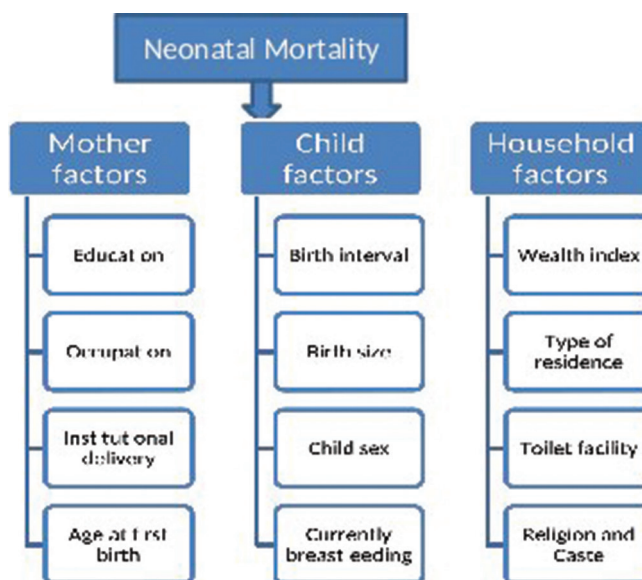 Neonatal Mortality
Mother
factors
Educat on
Occupat on
Inst tut onal
delivery
Age at f rst
birth
Child
factors
Birth interval
Birth size
Child sex
Currently
breast eeding
Household
factors
Wealth index
Type of
residence
Toilet facility
Religion and
Caste